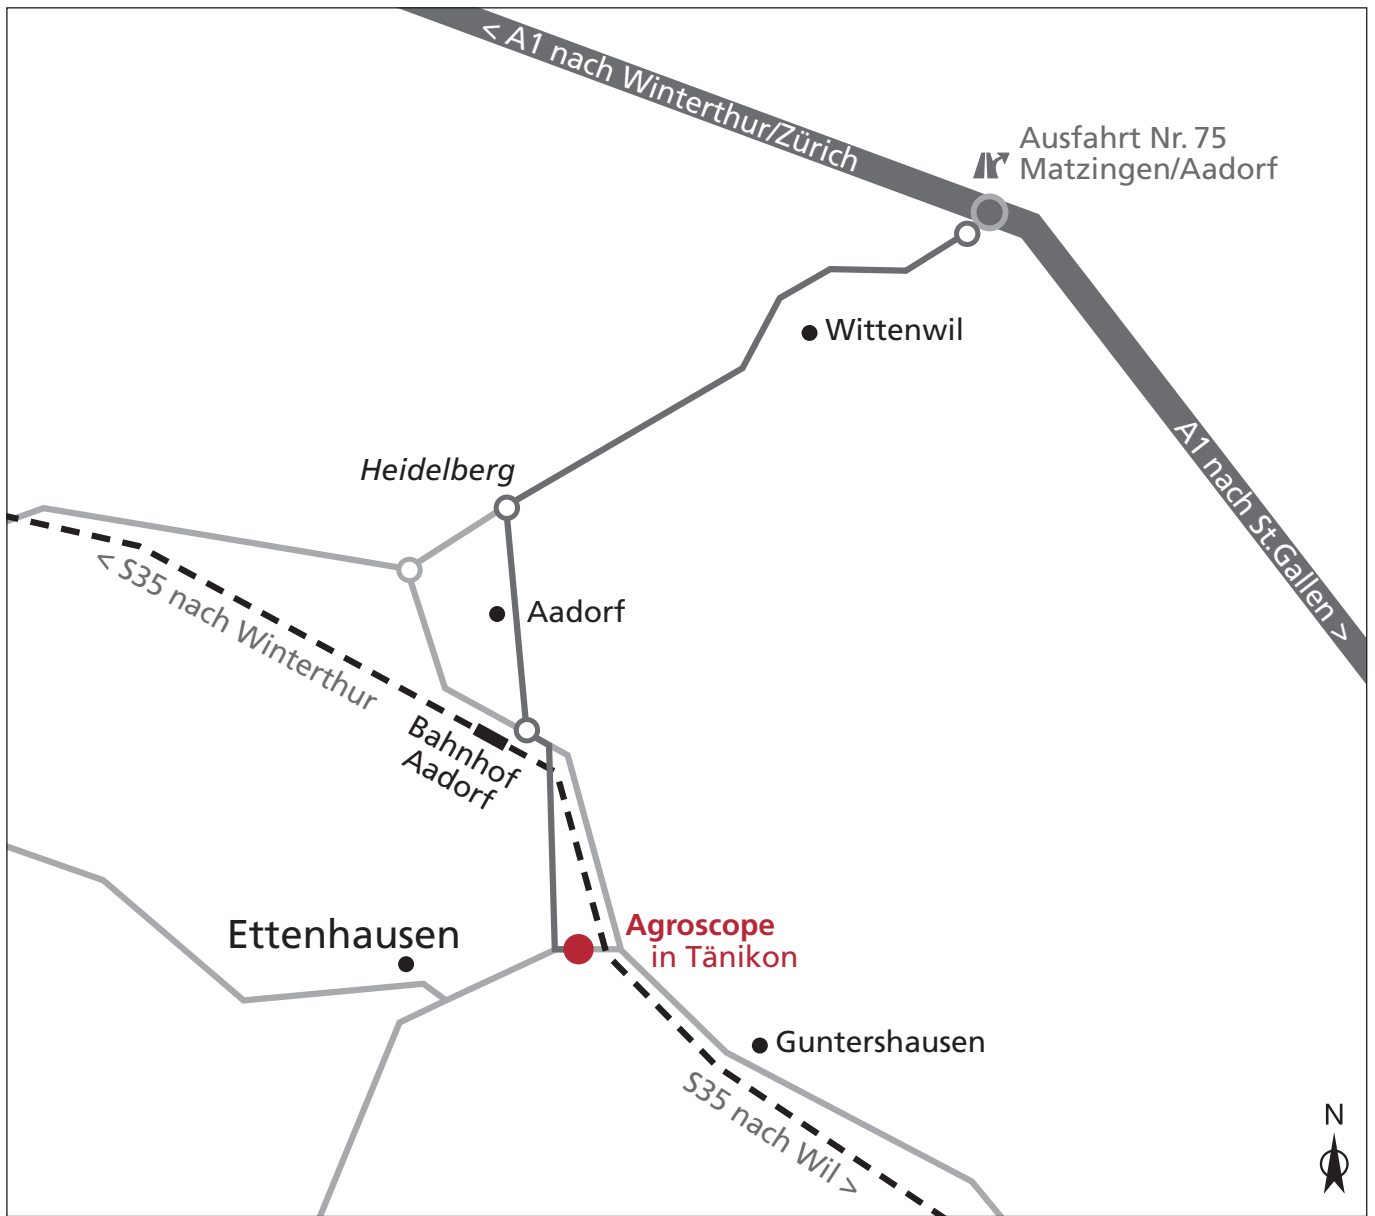 < A1 nach Winterthur/Zürich
Ausfahrt Nr. 75
Matzingen/Aadorf
Wittenwil
A1 nach St.Gallen >
Heidelberg
< S35 nach Winterthur
Aadorf
Bahnhof
Aadorf
Ettenhausen
Agroscope
in Tänikon
Guntershausen
S35 nach Wil >
N